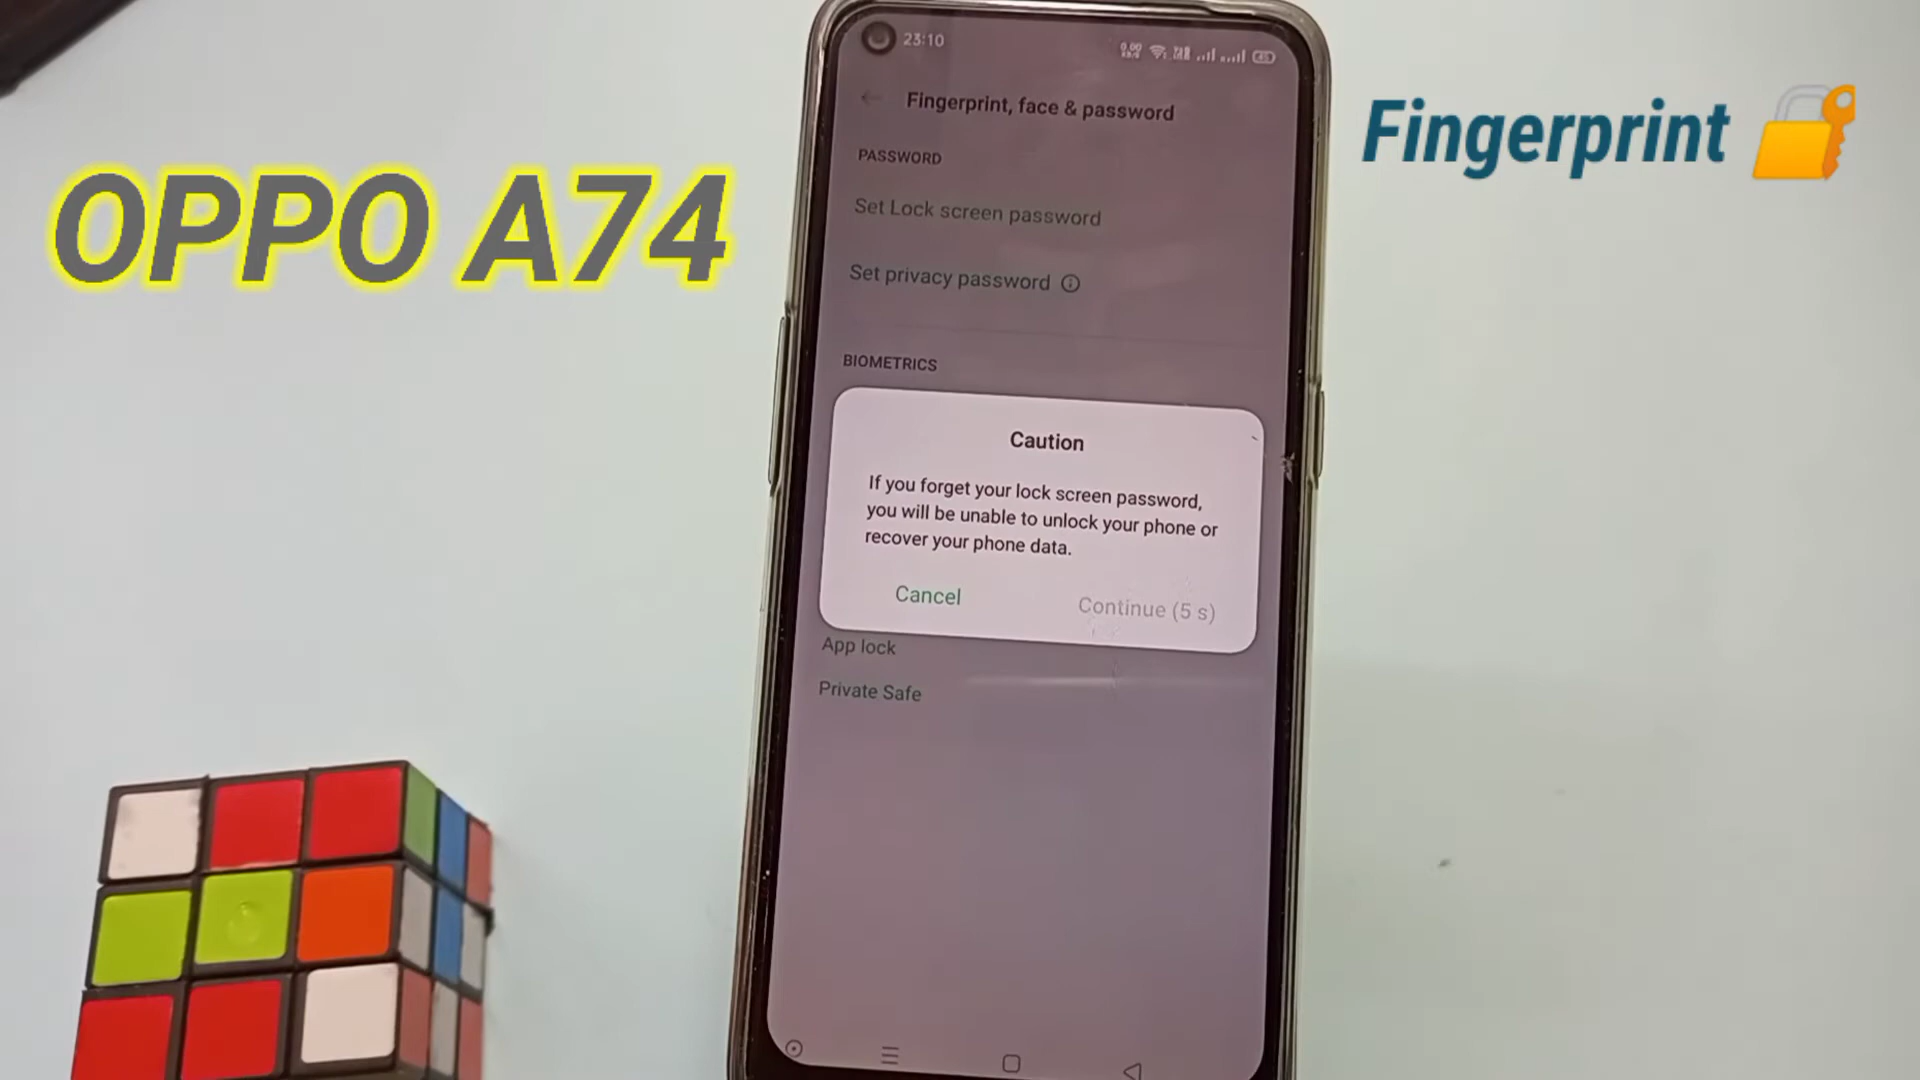 OPPO A74
Fingerprint
23:10
Fingerprint, face & password
PASSWORD
Set Lock screen password
Set privacy password
BIOMETRICS
Caution
If you forget your lock screen password,
you will be unable to unlock your phone or
recover your phone data.
Cancel
Continue (5 s)
App lock
Private Safe